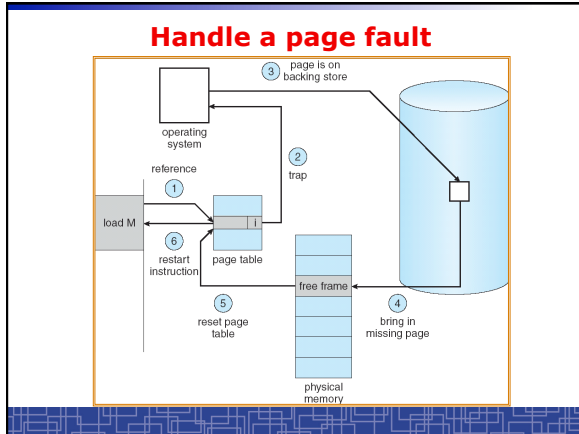 Handle a page fault
3
page is on
backing store
operating
system
2
trap
reference
1
load M
i
6
restart
instruction
page table
free frame
5
reset page
table
4
bring in
missing page
physical
memory